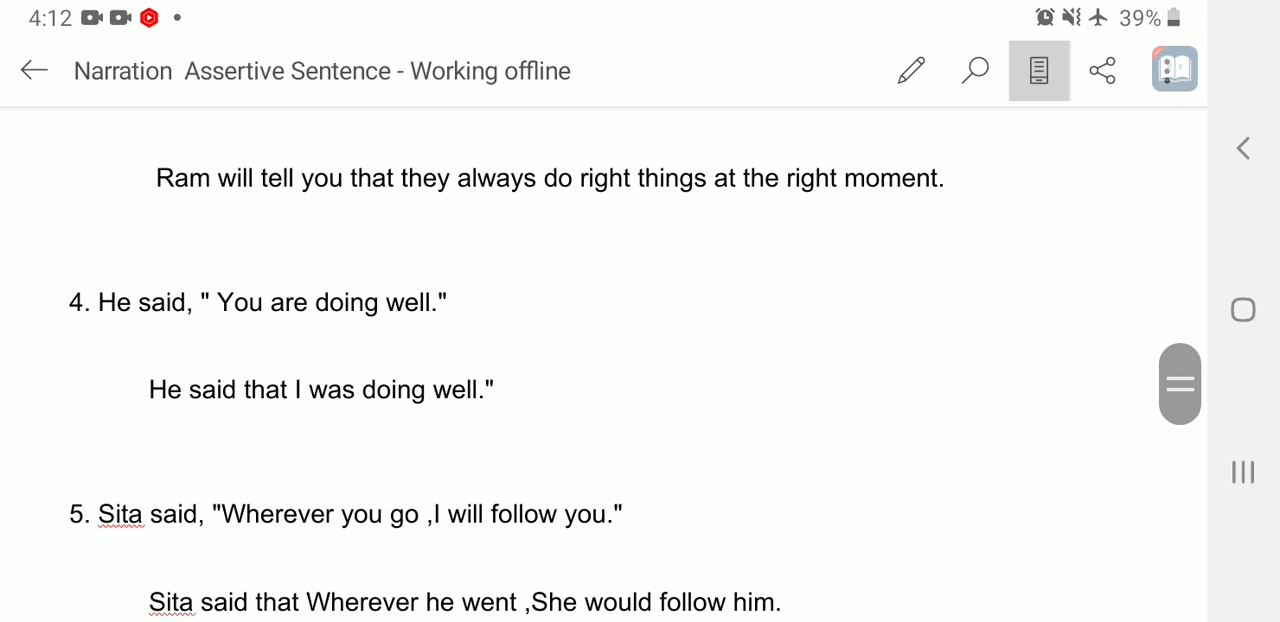 4:12
39%
Narration Assertive Sentence - Working offline
Ram will tell you that they always do right things at the right moment.
4. He said, " You are doing well."
He said that I was doing well."
5. Sita said, "Wherever you go ,I will follow you."
Sita said that Wherever he went ,She would follow him.